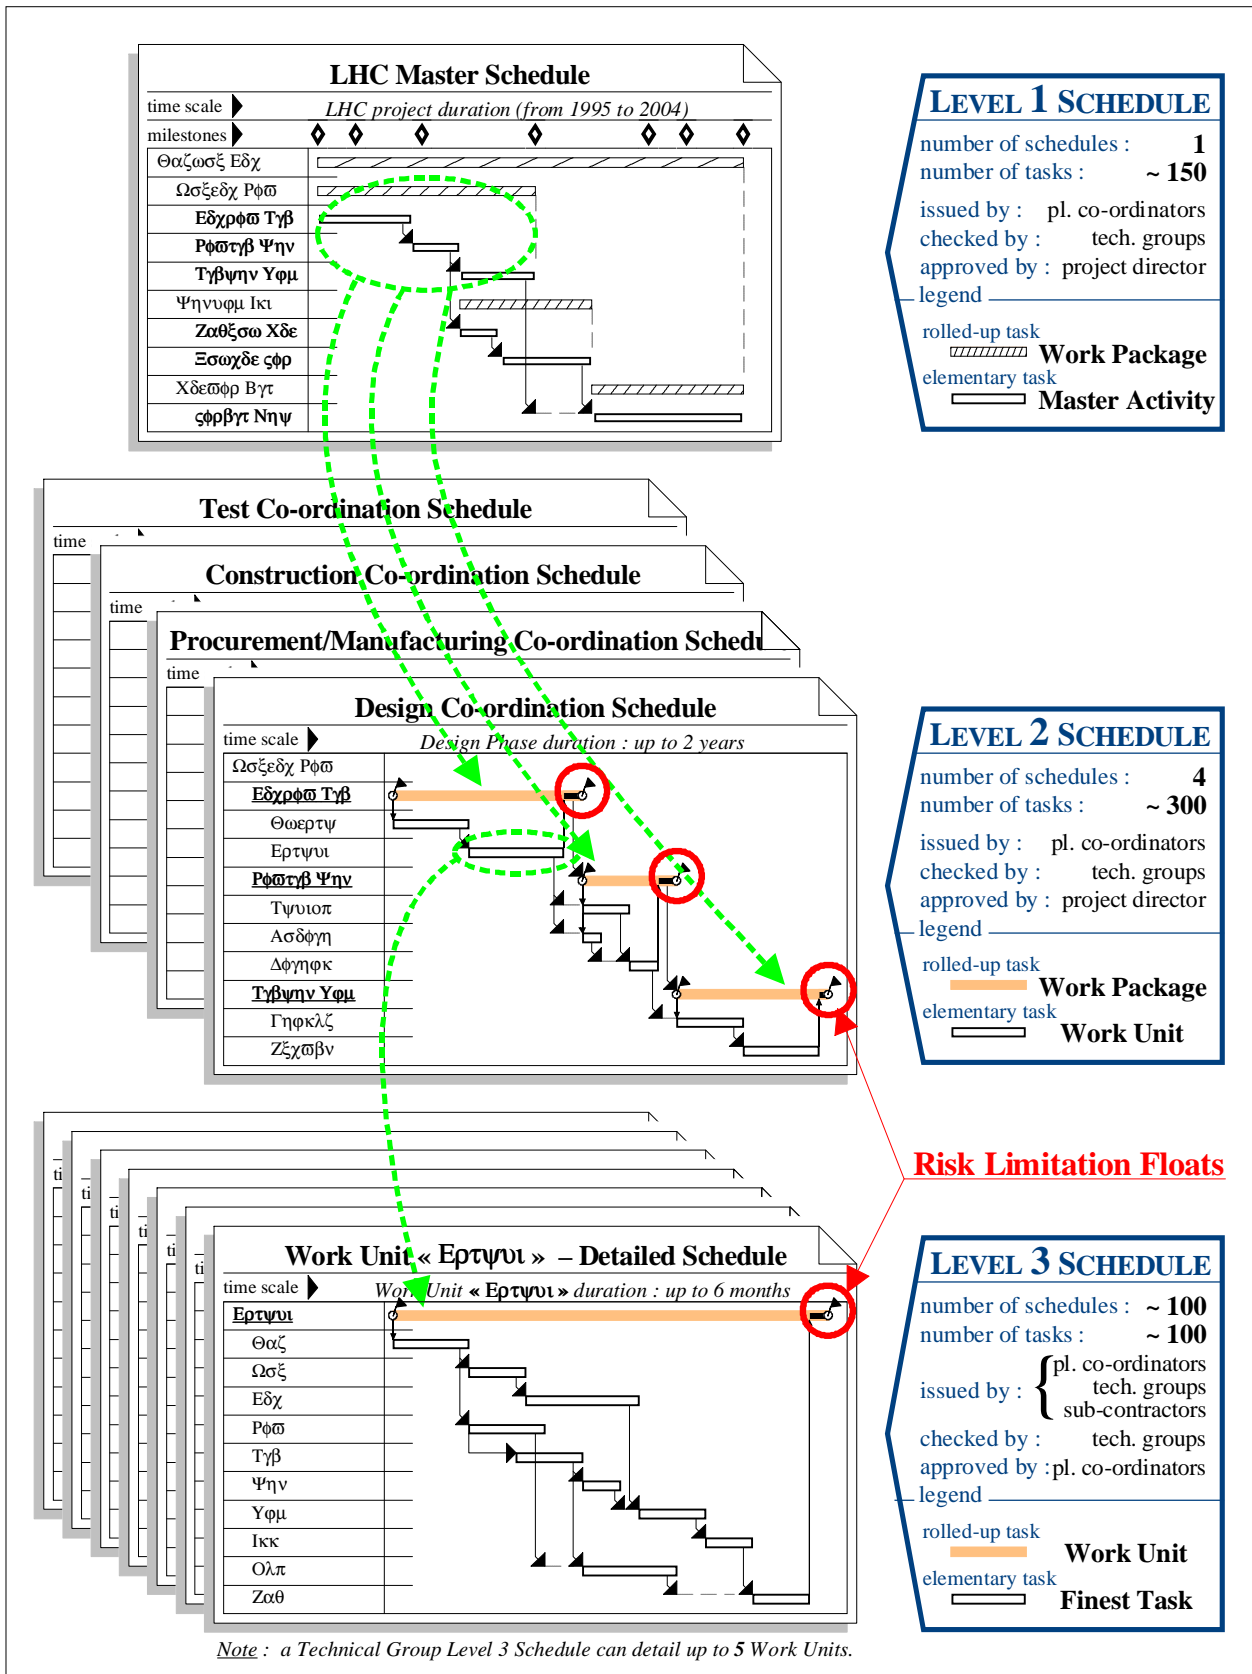 LHC Master Schedule
time scale
LHC project duration (from 1995 to 2004)
milestones
Θαζωσξ Εδχ
Ωσξεδχ Ρφϖ
Εδχρφϖ Τγβ
Ρφϖτγβ Ψην
Τγβψην Υφμ
Ψηνυφμ Ικι
Ζαθξσω Χδε
Ξσωχδε ςφρ
Χδεϖφρ Βγτ
ςφρβγτ Νηψ
LEVEL 1 SCHEDULE
number of schedules : 1
number of tasks : ~ 150
issued by : pl. co-ordinators
checked by : tech. groups
approved by : project director
legend
rolled-up task
Work Package
elementary task
Master Activity
Test Co-ordination Schedule
time
Construction Co-ordination Schedule
time
Procurement/Manufacturing Co-ordination Schedu
time
Design Co-ordination Schedule
time scale
Design Phase duration : up to 2 years
Ωσξεδχ Ρφϖ
Εδχρφϖ Τγβ
Θωερτψ
Ερτψυι
Ρφϖτγβ Ψην
Τψυιοπ
Ασδφγη
Δφγηφκ
Τγβψην Υφμ
Γηφκλζ
Ζξχϖβν
LEVEL 2 SCHEDULE
number of schedules : 4
number of tasks : ~ 300
issued by : pl. co-ordinators
checked by : tech. groups
approved by : project director
legend
rolled-up task
Work Package
elementary task
Work Unit
Risk Limitation Floats
ti
ti
ti
ti
ti
ti
Work Unit « Ερτψυι » – Detailed Schedule
time scale
Work Unit « Ερτψυι » duration : up to 6 months
Ερτψυι
Θαζ
Ωσξ
Εδχ
Ρφϖ
Τγβ
Ψην
Υφμ
Ικκ
Ολπ
Ζαθ
LEVEL 3 SCHEDULE
number of schedules : ~ 100
number of tasks : ~ 100
issued by : { pl. co-ordinators
tech. groups
sub-contractors
checked by : tech. groups
approved by : pl. co-ordinators
legend
rolled-up task
Work Unit
elementary task
Finest Task
Note : a Technical Group Level 3 Schedule can detail up to 5 Work Units.